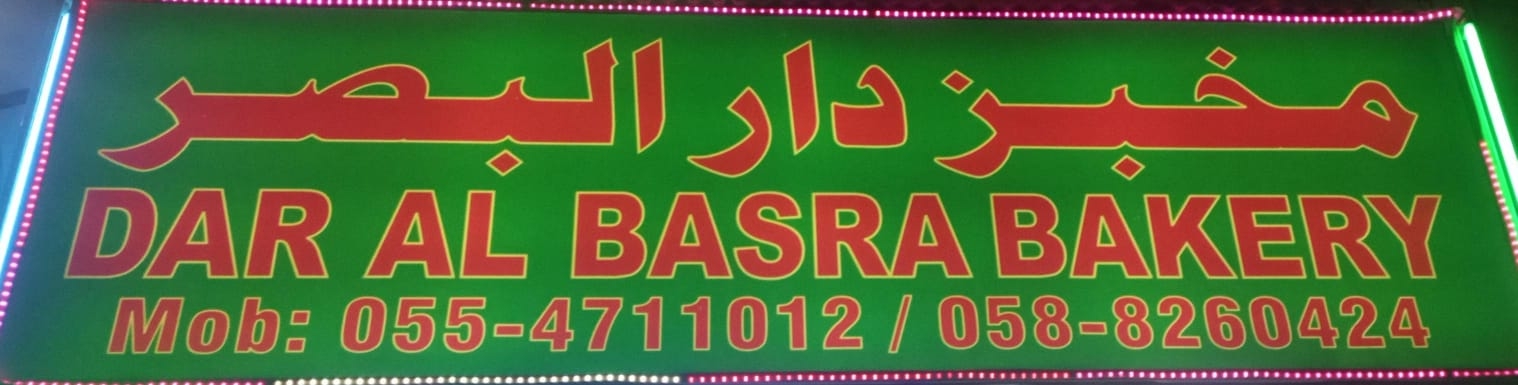 مخبز دار البصر
DAR AL BASRA BAKERY
Mob: 055-4711012 / 058-8260424